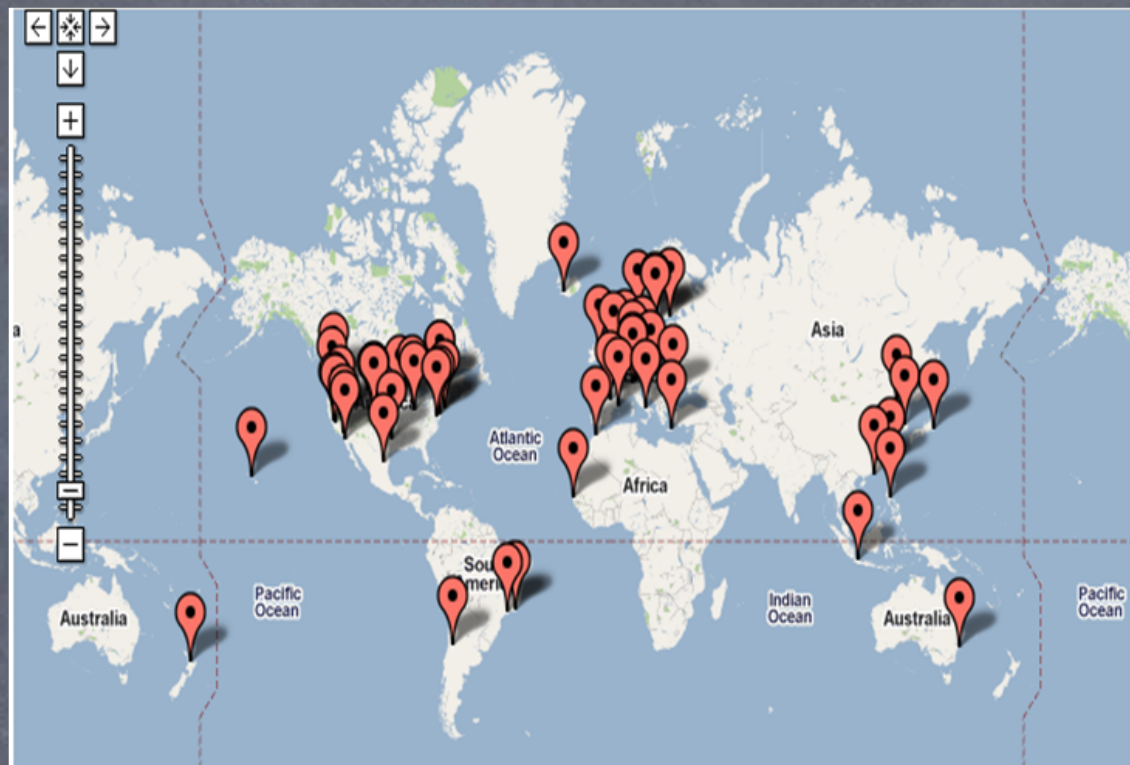 a
Asia
Atlantic
Ocean
Africa
Pacific
Ocean
Australia
Indian
Ocean
Australia
Pacific
Ocean